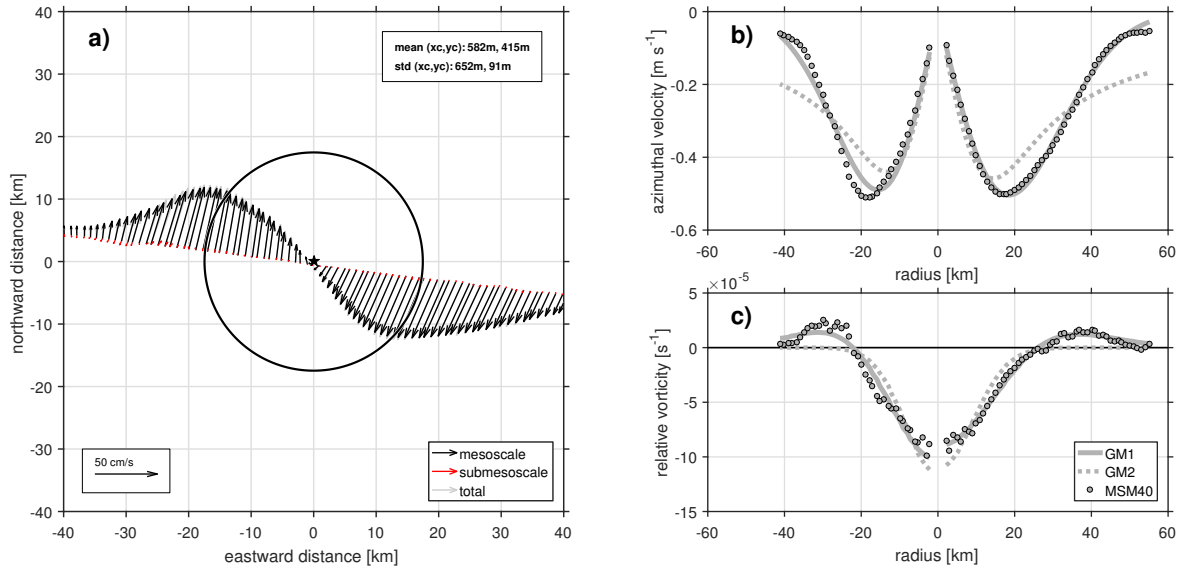 a)
mean (xc,yc): 582m, 415m
std (xc,yc): 652m, 91m
northward distance [km]
40
30
20
10
0
-10
-20
-30
-40
50 cm/s
mesoscale
submesoscale
total
-40 -30 -20 -10 0 10 20 30 40
eastward distance [km]
b)
azimuthal velocity [m s-1]
0
-0.2
-0.4
-0.6
-60 -40 -20 0 20 40 60
radius [km]
×10-5
c)
relative vorticity [s-1]
5
0
-5
-10
-15
GM1
GM2
MSM40
-60 -40 -20 0 20 40 60
radius [km]